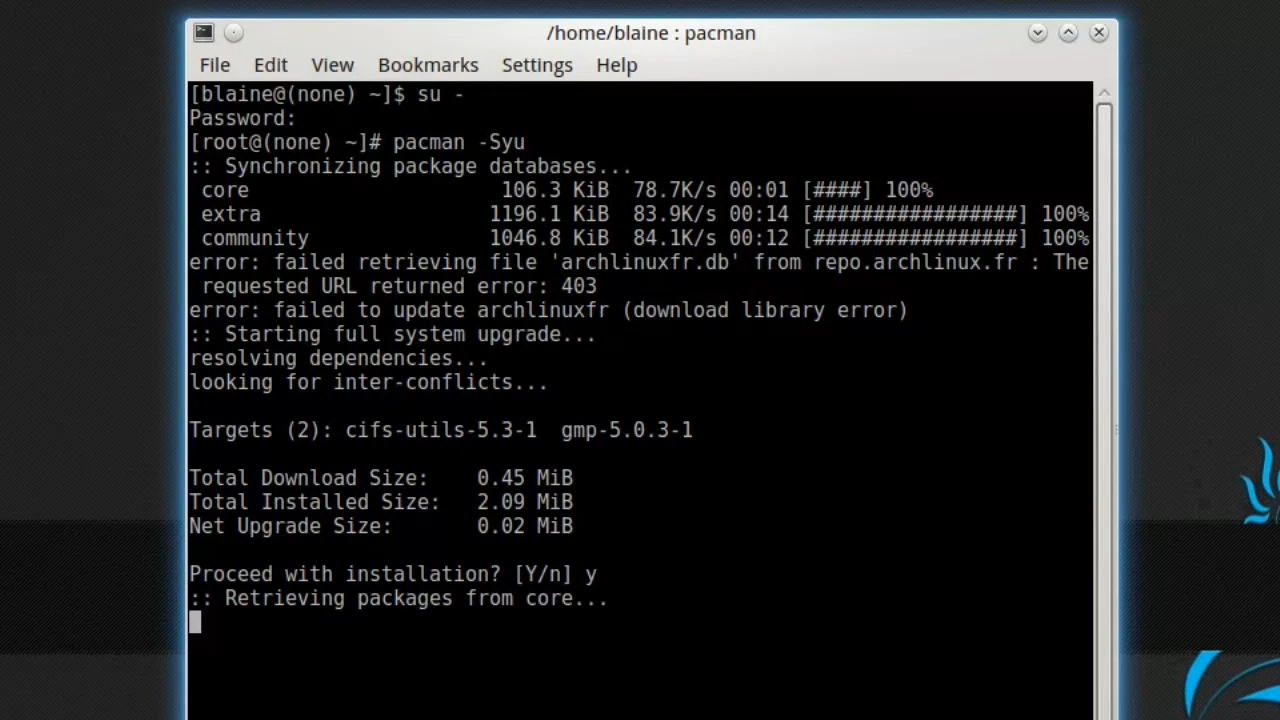 /home/blaine : pacman
File Edit View Bookmarks Settings Help
[blaine@(none) ~]$ su -
Password:
[root@(none) ~]# pacman -Syu
:: Synchronizing package databases...
 core                     106.3 KiB  78.7K/s 00:01 [####] 100%
 extra                   1196.1 KiB  83.9K/s 00:14 [#################] 100%
 community               1046.8 KiB  84.1K/s 00:12 [#################] 100%
error: failed retrieving file 'archlinuxfr.db' from repo.archlinux.fr : The
 requested URL returned error: 403
error: failed to update archlinuxfr (download library error)
:: Starting full system upgrade...
resolving dependencies...
looking for inter-conflicts...
Targets (2): cifs-utils-5.3-1  gmp-5.0.3-1
Total Download Size:    0.45 MiB
Total Installed Size:   2.09 MiB
Net Upgrade Size:       0.02 MiB
Proceed with installation? [Y/n] y
:: Retrieving packages from core...